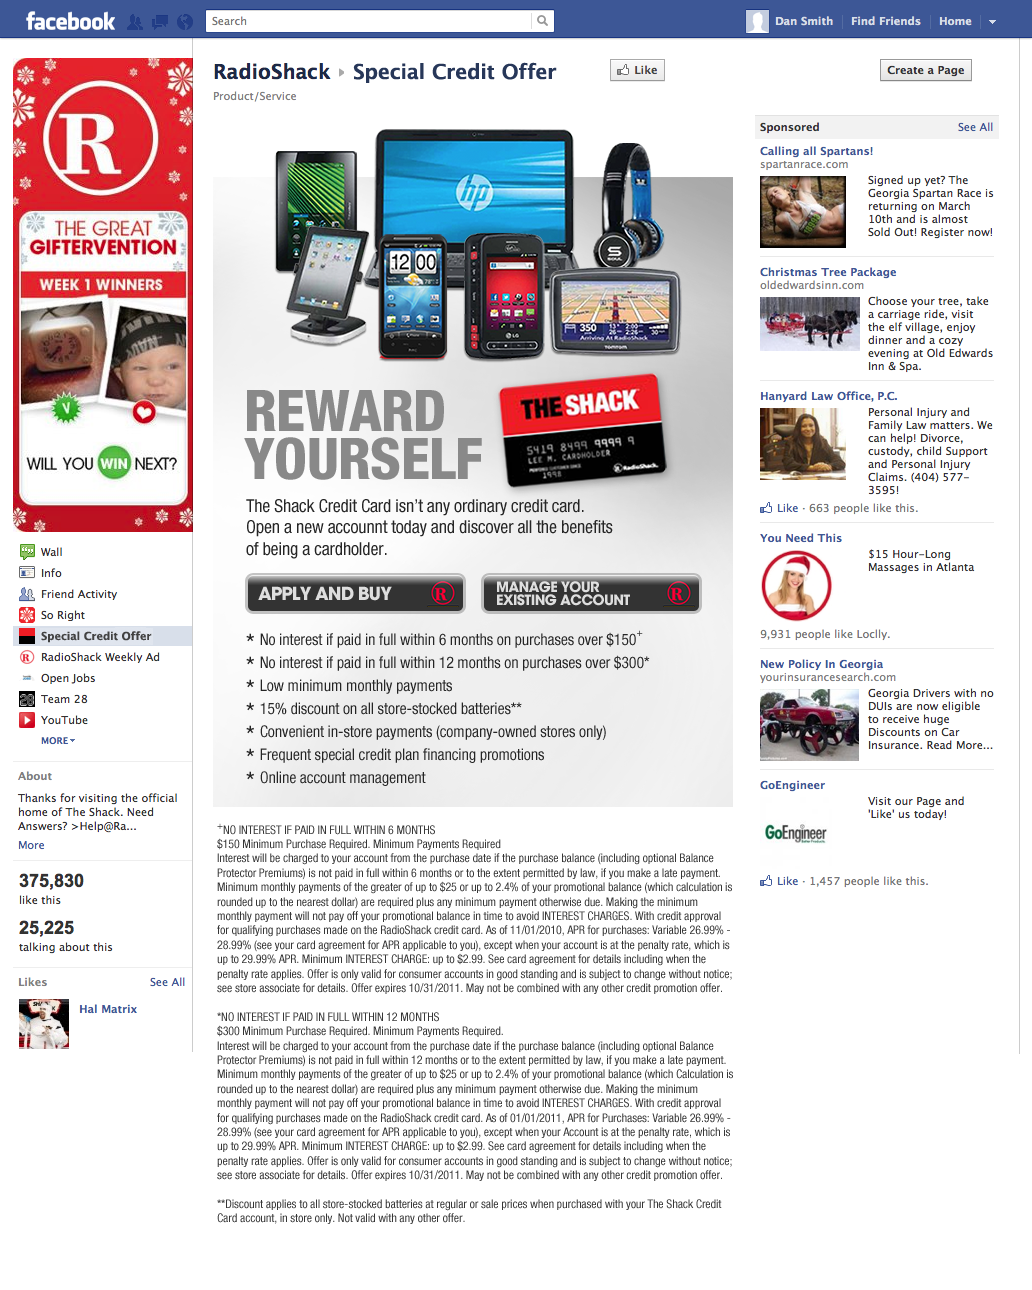 facebook
Search
Dan Smith
Find Friends
Home
RadioShack ▸ Special Credit Offer
Like
Create a Page
Product/Service
R
THE GREAT
GIFTERVENTION
WEEK 1 WINNERS
V
WILL YOU WIN NEXT?
Wall
Info
Friend Activity
So Right
Special Credit Offer
RadioShack Weekly Ad
Open Jobs
Team 28
YouTube
MORE
About
Thanks for visiting the official
home of The Shack. Need
Answers? >Help@Ra...
More
375,830
like this
25,225
talking about this
Likes
See All
Hal Matrix
hp
12 00
S
SOUL
LG
350
Arriving At RadioShack
TOMTOM
REWARD
YOURSELF
THE SHACK
5419 8499 9999 9
LEE M. CARDHOLDER
1998
RadioShack
The Shack Credit Card isn't any ordinary credit card.
Open a new accounnt today and discover all the benefits
of being a cardholder.
APPLY AND BUY R
MANAGE YOUR
EXISTING ACCOUNT R
* No interest if paid in full within 6 months on purchases over $150+
* No interest if paid in full within 12 months on purchases over $300*
* Low minimum monthly payments
* 15% discount on all store-stocked batteries**
* Convenient in-store payments (company-owned stores only)
* Frequent special credit plan financing promotions
* Online account management
+NO INTEREST IF PAID IN FULL WITHIN 6 MONTHS
$150 Minimum Purchase Required. Minimum Payments Required
Interest will be charged to your account from the purchase date if the purchase balance (including optional Balance
Protector Premiums) is not paid in full within 6 months or to the extent permitted by law, if you make a late payment.
Minimum monthly payments of the greater of up to $25 or up to 2.4% of your promotional balance (which calculation is
rounded up to the nearest dollar) are required plus any minimum payment otherwise due. Making the minimum
monthly payment will not pay off your promotional balance in time to avoid INTEREST CHARGES. With credit approval
for qualifying purchases made on the RadioShack credit card. As of 11/01/2010, APR for purchases: Variable 26.99% -
28.99% (see your card agreement for APR applicable to you), except when your account is at the penalty rate, which is
up to 29.99% APR. Minimum INTEREST CHARGE: up to $2.99. See card agreement for details including when the
penalty rate applies. Offer is only valid for consumer accounts in good standing and is subject to change without notice;
see store associate for details. Offer expires 10/31/2011. May not be combined with any other credit promotion offer.
*NO INTEREST IF PAID IN FULL WITHIN 12 MONTHS
$300 Minimum Purchase Required. Minimum Payments Required.
Interest will be charged to your account from the purchase date if the purchase balance (including optional Balance
Protector Premiums) is not paid in full within 12 months or to the extent permitted by law, if you make a late payment.
Minimum monthly payments of the greater of up to $25 or up to 2.4% of your promotional balance (which Calculation is
rounded up to the nearest dollar) are required plus any minimum payment otherwise due. Making the minimum
monthly payment will not pay off your promotional balance in time to avoid INTEREST CHARGES. With credit approval
for qualifying purchases made on the RadioShack credit card. As of 01/01/2011, APR for Purchases: Variable 26.99% -
28.99% (see your card agreement for APR applicable to you), except when your Account is at the penalty rate, which is
up to 29.99% APR. Minimum INTEREST CHARGE: up to $2.99. See card agreement for details including when the
penalty rate applies. Offer is only valid for consumer accounts in good standing and is subject to change without notice;
see store associate for details. Offer expires 10/31/2011. May not be combined with any other credit promotion offer.
**Discount applies to all store-stocked batteries at regular or sale prices when purchased with your The Shack Credit
Card account, in store only. Not valid with any other offer.
Sponsored
See All
Calling all Spartans!
spartanrace.com
Signed up yet? The
Georgia Spartan Race is
returning on March
10th and is almost
Sold Out! Register now!
Christmas Tree Package
oldedwardsinn.com
Choose your tree, take
a carriage ride, visit
the elf village, enjoy
dinner and a cozy
evening at Old Edwards
Inn & Spa.
Hanyard Law Office, P.C.
Personal Injury and
Family Law matters. We
can help! Divorce,
custody, child Support
and Personal Injury
Claims. (404) 577-
3595!
Like · 663 people like this.
You Need This
$15 Hour-Long
Massages in Atlanta
9,931 people like Loclly.
New Policy In Georgia
yourinsurancesearch.com
Georgia Drivers with no
DUIs are now eligible
to receive huge
Discounts on Car
Insurance. Read More...
GoEngineer
Visit our Page and
'Like' us today!
GoEngineer
Like · 1,457 people like this.